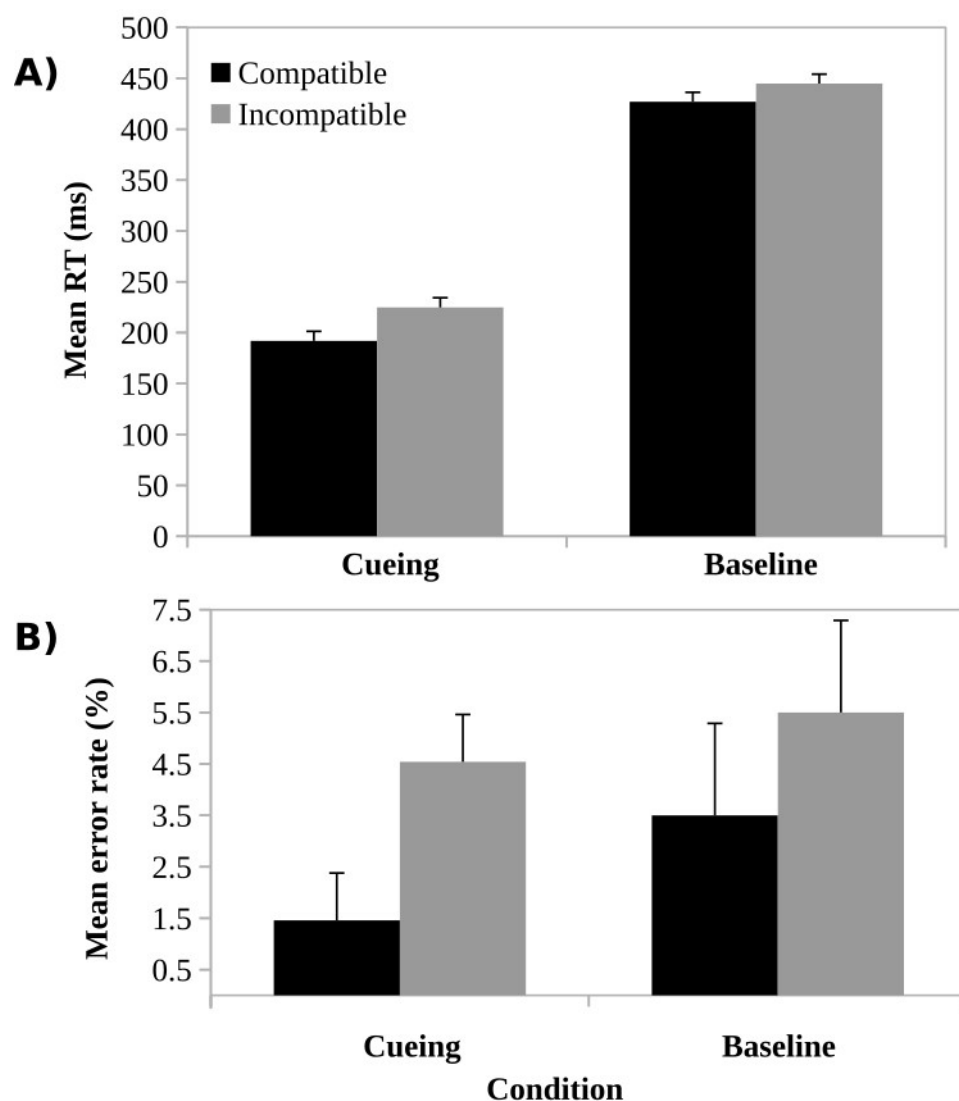 A)
Compatible
Incompatible
Mean RT (ms)
500
450
400
350
300
250
200
150
100
50
0
Cueing Baseline
B)
Mean error rate (%)
7.5
6.5
5.5
4.5
3.5
2.5
1.5
0.5
Cueing Baseline
Condition